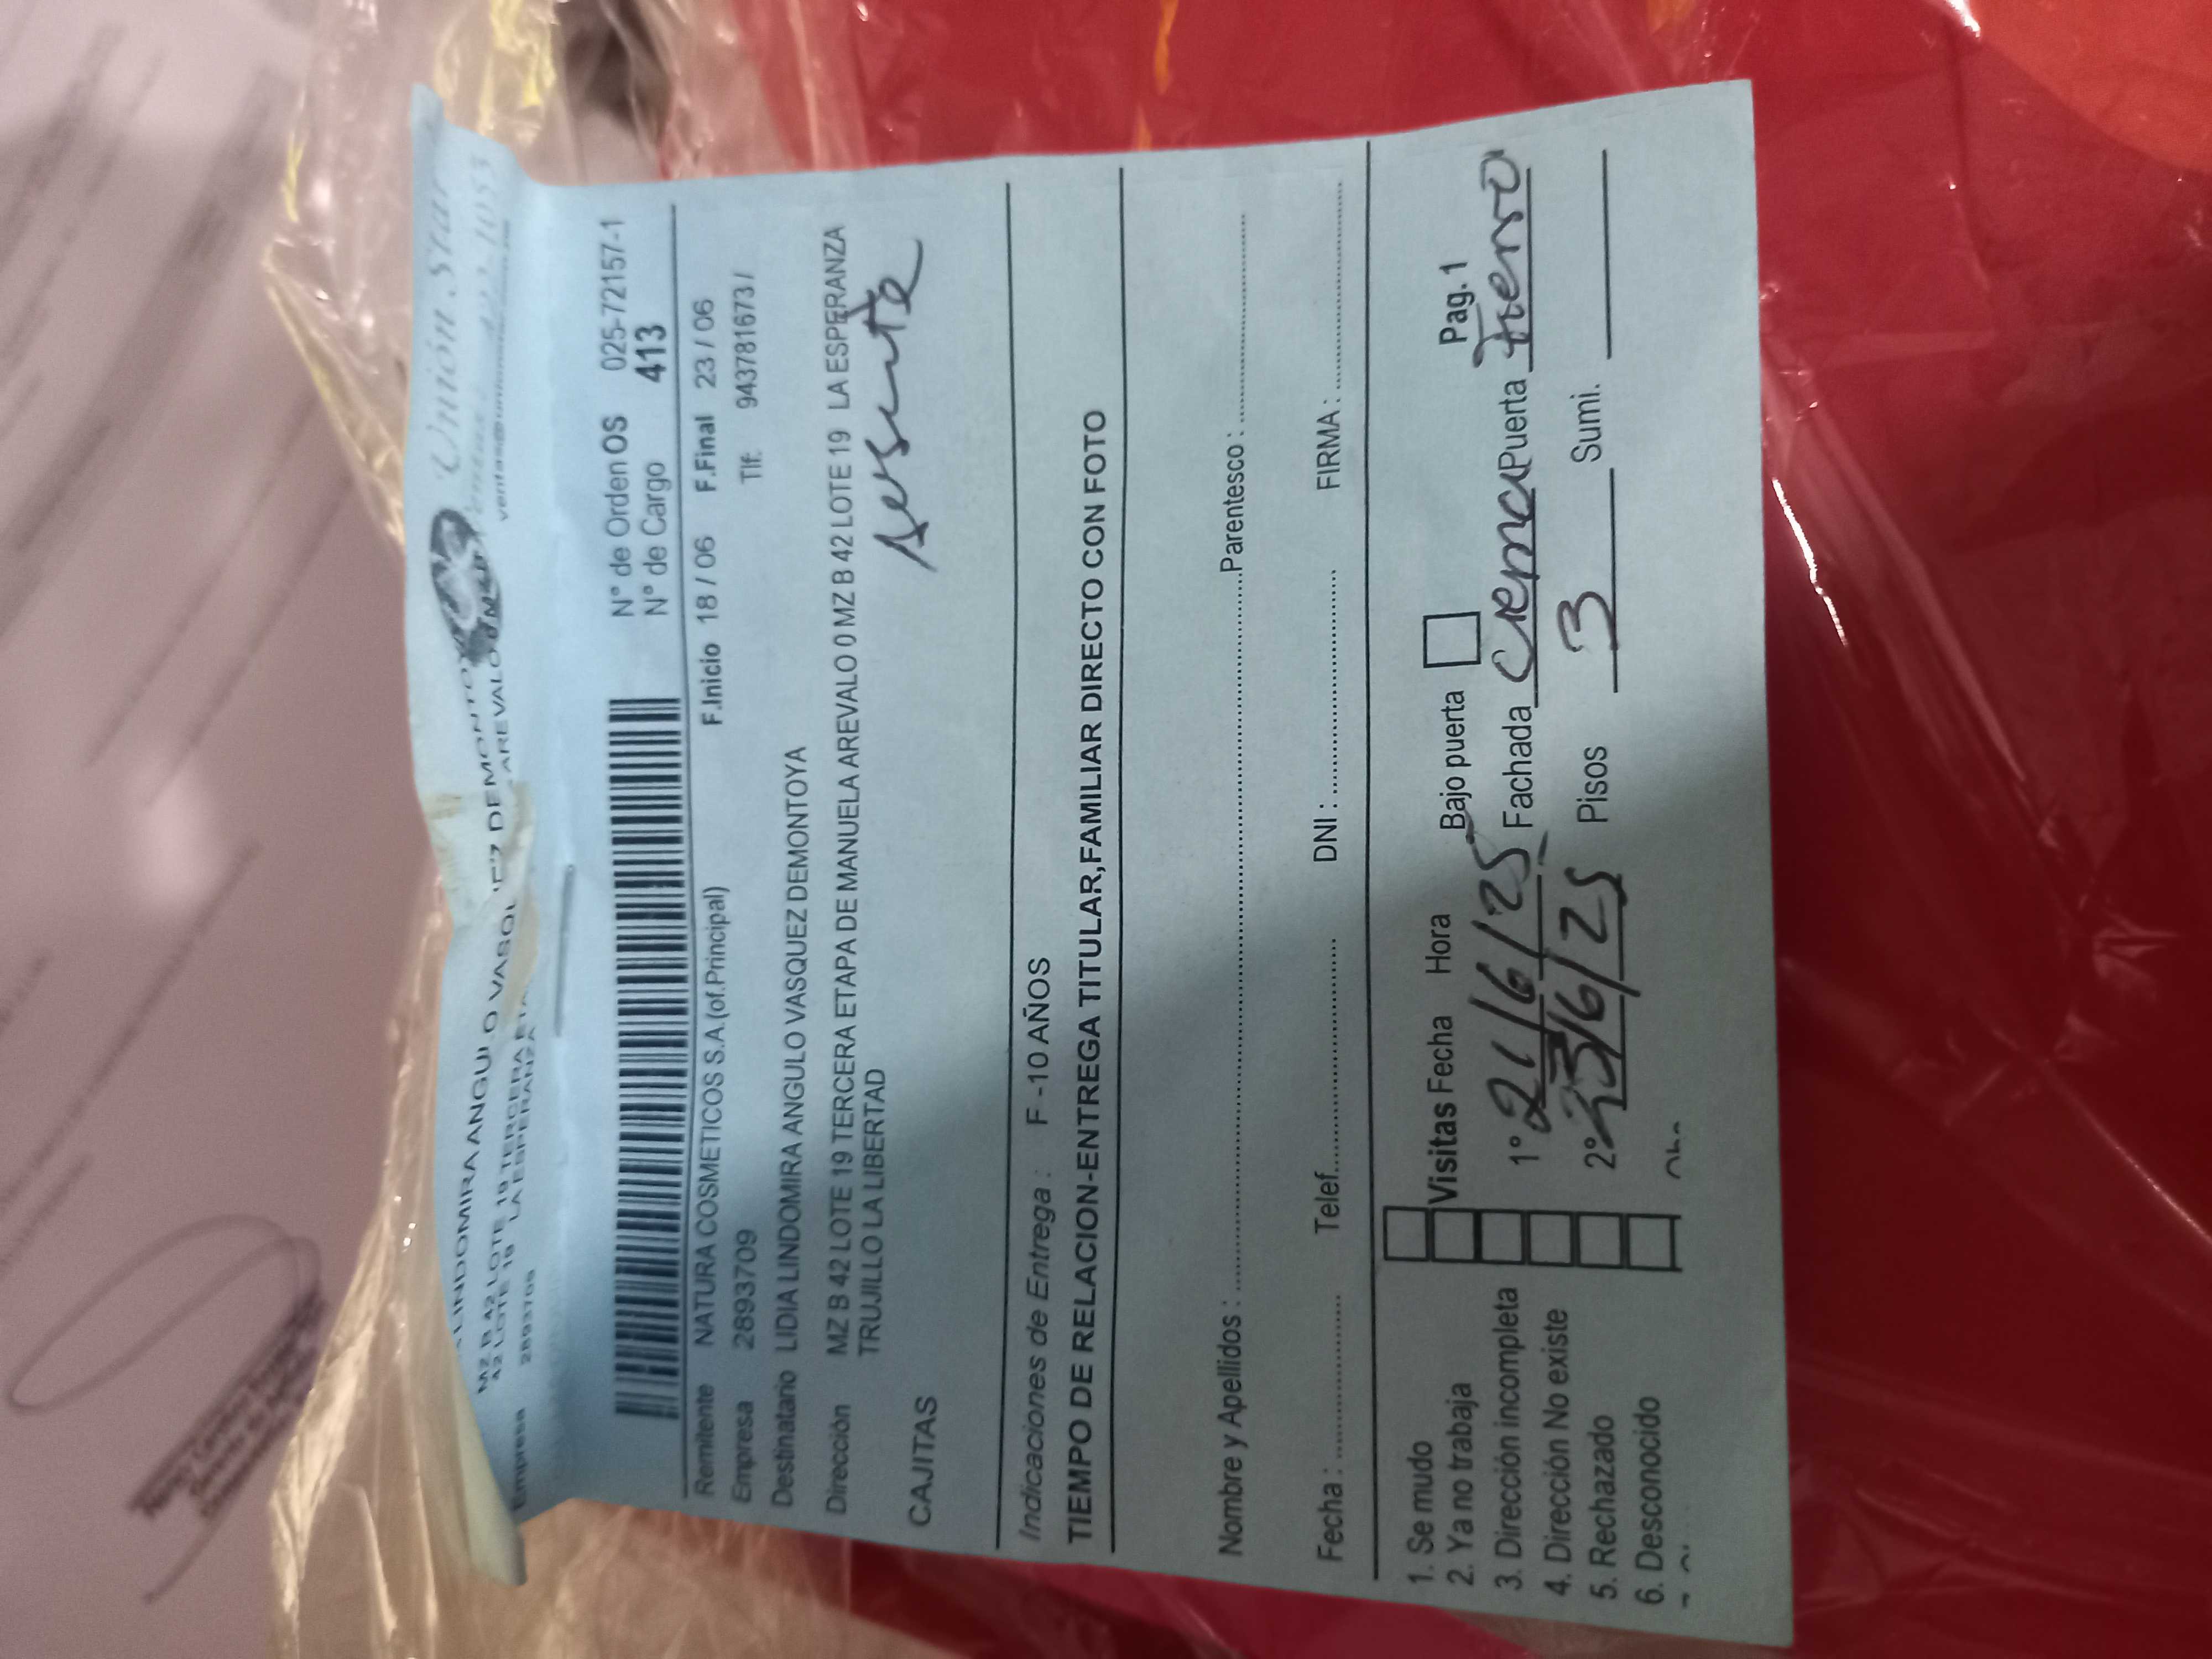 Unión Star
LINDOMIRA ANGULO DEMONTOYA
MZ B 42 LOTE 19 TERCERA AREVALO
42 LOTE 19 LA ESPERANZA
Empresa 2893709
N° de Orden OS 025-72157-1
N° de Cargo 413
Remitente NATURA COSMETICOS S.A.(of.Principal) F.Inicio 18 / 06 F.Final 23 / 06
Empresa 2893709 Tlf. 943781673 /
Destinatario LIDIA LINDOMIRA ANGULO VASQUEZ DEMONTOYA
Dirección MZ B 42 LOTE 19 TERCERA ETAPA DE MANUELA AREVALO 0 MZ B 42 LOTE 19 LA ESPERANZA
TRUJILLO LA LIBERTAD
CAJITAS
Indicaciones de Entrega : F -10 AÑOS
TIEMPO DE RELACION-ENTREGA TITULAR,FAMILIAR DIRECTO CON FOTO
Nombre y Apellidos : Parentesco :
Fecha : Telef. DNI : FIRMA :
1. Se mudo
2. Ya no trabaja Visitas Fecha Hora Bajo puerta Pag. 1
3. Dirección incompleta 1° 21/6/25 Fachada Crema Puerta fierro
4. Dirección No existe
5. Rechazado 2° 23/6/25 Pisos 3 Sumi.
6. Desconocido